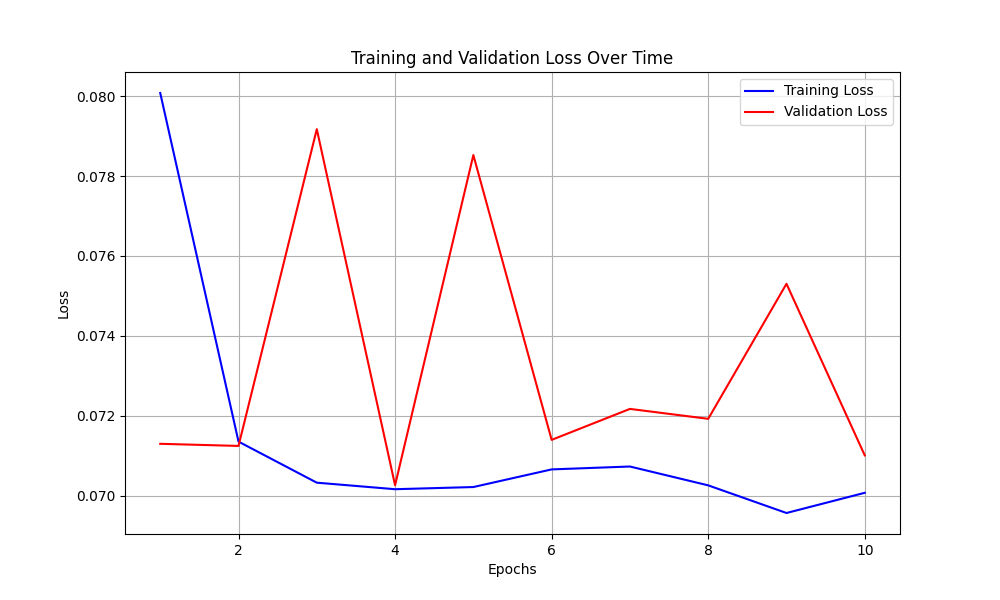 Training and Validation Loss Over Time
Training Loss
Validation Loss
0.080
0.078
0.076
0.074
0.072
0.070
Loss
2 4 6 8 10
Epochs